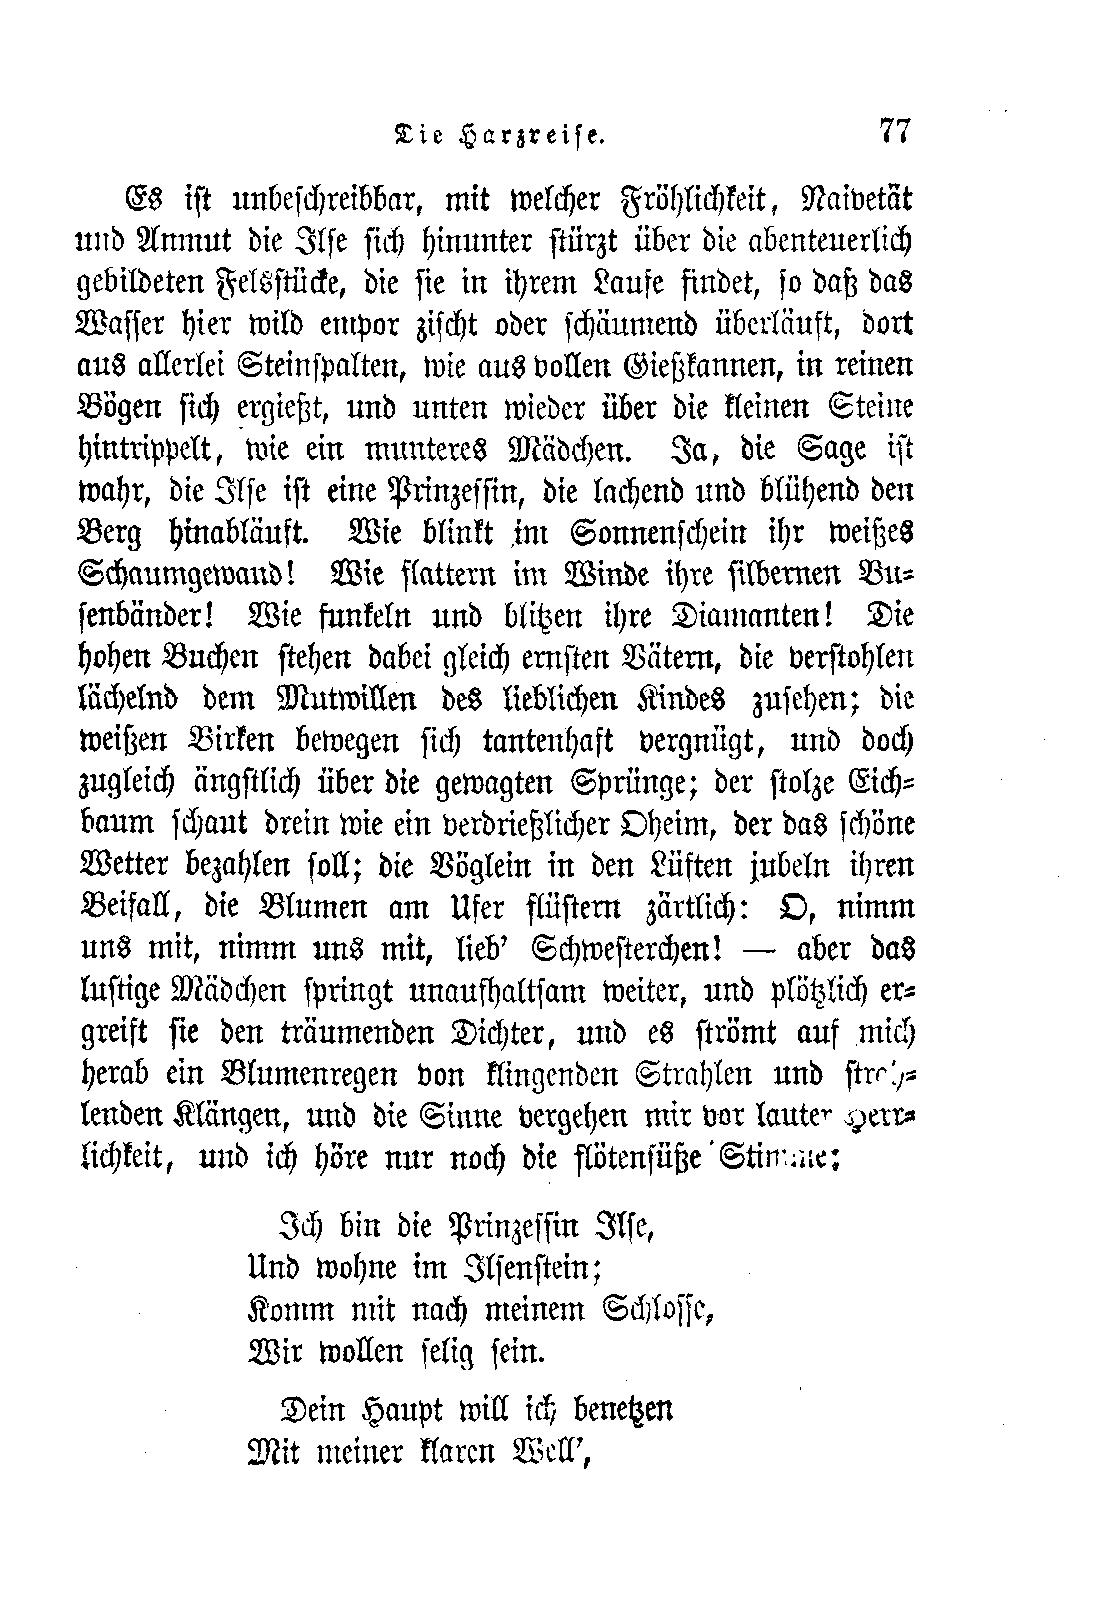 Die Harzreise. 77
Es ist unbeschreibbar, mit welcher Fröhlichkeit, Naivetät
und Anmut die Ilse sich hinunter stürzt über die abenteuerlich
gebildeten Felsstücke, die sie in ihrem Laufe findet, so daß das
Wasser hier wild empor zischt oder schäumend überläuft, dort
aus allerlei Steinspalten, wie aus vollen Gießkannen, in reinen
Bögen sich ergießt, und unten wieder über die kleinen Steine
hintrippelt, wie ein munteres Mädchen. Ja, die Sage ist
wahr, die Ilse ist eine Prinzessin, die lachend und blühend den
Berg hinabläuft. Wie blinkt im Sonnenschein ihr weißes
Schaumgewand! Wie flattern im Winde ihre silbernen Bu-
senbänder! Wie funkeln und blitzen ihre Diamanten! Die
hohen Buchen stehen dabei gleich ernsten Vätern, die verstohlen
lächelnd dem Mutwillen des lieblichen Kindes zusehen; die
weißen Birken bewegen sich tantenhaft vergnügt, und doch
zugleich ängstlich über die gewagten Sprünge; der stolze Eich-
baum schaut drein wie ein verdrießlicher Oheim, der das schöne
Wetter bezahlen soll; die Vöglein in den Lüften jubeln ihren
Beifall, die Blumen am Ufer flüstern zärtlich: O, nimm
uns mit, nimm uns mit, lieb' Schwesterchen! — aber das
lustige Mädchen springt unaufhaltsam weiter, und plötzlich er-
greift sie den träumenden Dichter, und es strömt auf mich
herab ein Blumenregen von klingenden Strahlen und strah-
lenden Klängen, und die Sinne vergehen mir vor lauter Herr-
lichkeit, und ich höre nur noch die flötensüße Stimme:
Ich bin die Prinzessin Ilse,
Und wohne im Ilsenstein;
Komm mit nach meinem Schlosse,
Wir wollen selig sein.
Dein Haupt will ich benetzen
Mit meiner klaren Well',